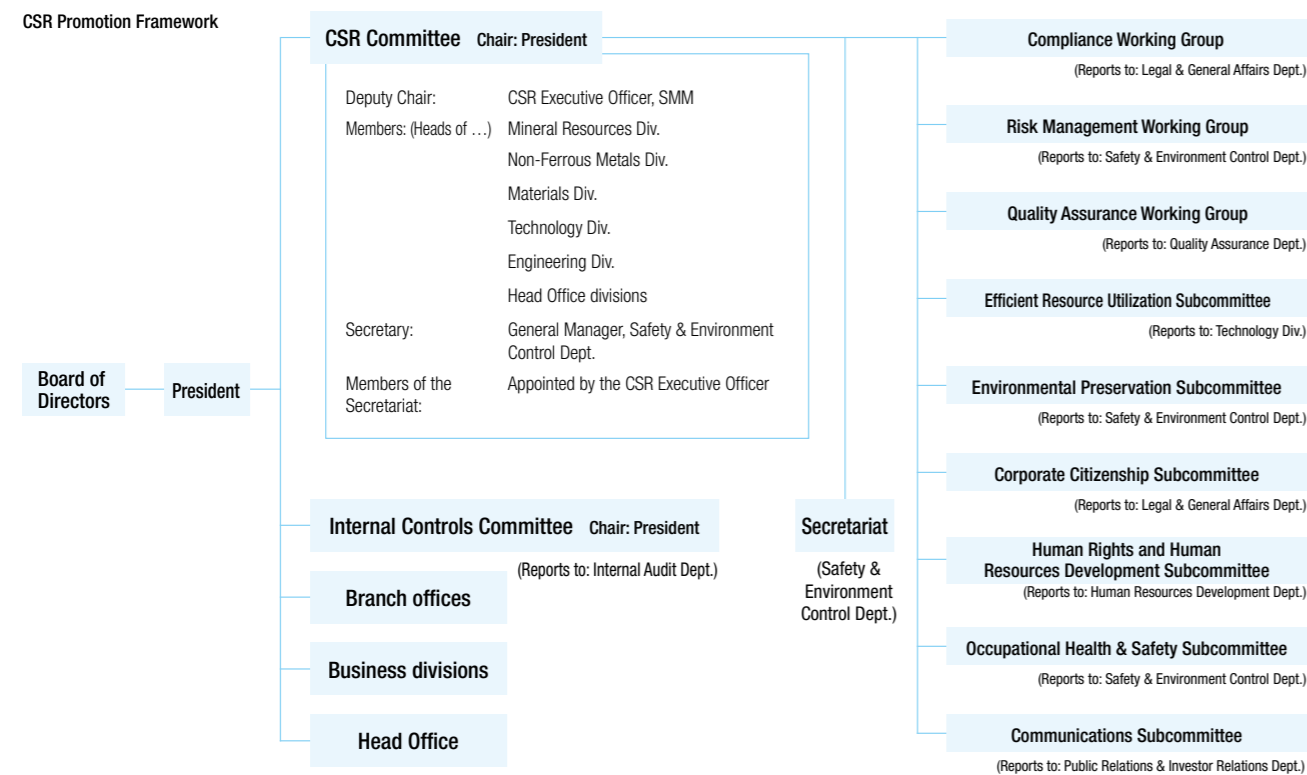 CSR Promotion Framework
CSR Committee Chair: President
Deputy Chair: CSR Executive Officer, SMM
Members: (Heads of …) Mineral Resources Div.
Non-Ferrous Metals Div.
Materials Div.
Technology Div.
Engineering Div.
Head Office divisions
Secretary: General Manager, Safety & Environment
Control Dept.
Members of the Appointed by the CSR Executive Officer
Secretariat:
Board of
Directors
President
Internal Controls Committee Chair: President
(Reports to: Internal Audit Dept.)
Branch offices
Business divisions
Head Office
Secretariat
(Safety &
Environment
Control Dept.)
Compliance Working Group
(Reports to: Legal & General Affairs Dept.)
Risk Management Working Group
(Reports to: Safety & Environment Control Dept.)
Quality Assurance Working Group
(Reports to: Quality Assurance Dept.)
Efficient Resource Utilization Subcommittee
(Reports to: Technology Div.)
Environmental Preservation Subcommittee
(Reports to: Safety & Environment Control Dept.)
Corporate Citizenship Subcommittee
(Reports to: Legal & General Affairs Dept.)
Human Rights and Human
Resources Development Subcommittee
(Reports to: Human Resources Development Dept.)
Occupational Health & Safety Subcommittee
(Reports to: Safety & Environment Control Dept.)
Communications Subcommittee
(Reports to: Public Relations & Investor Relations Dept.)